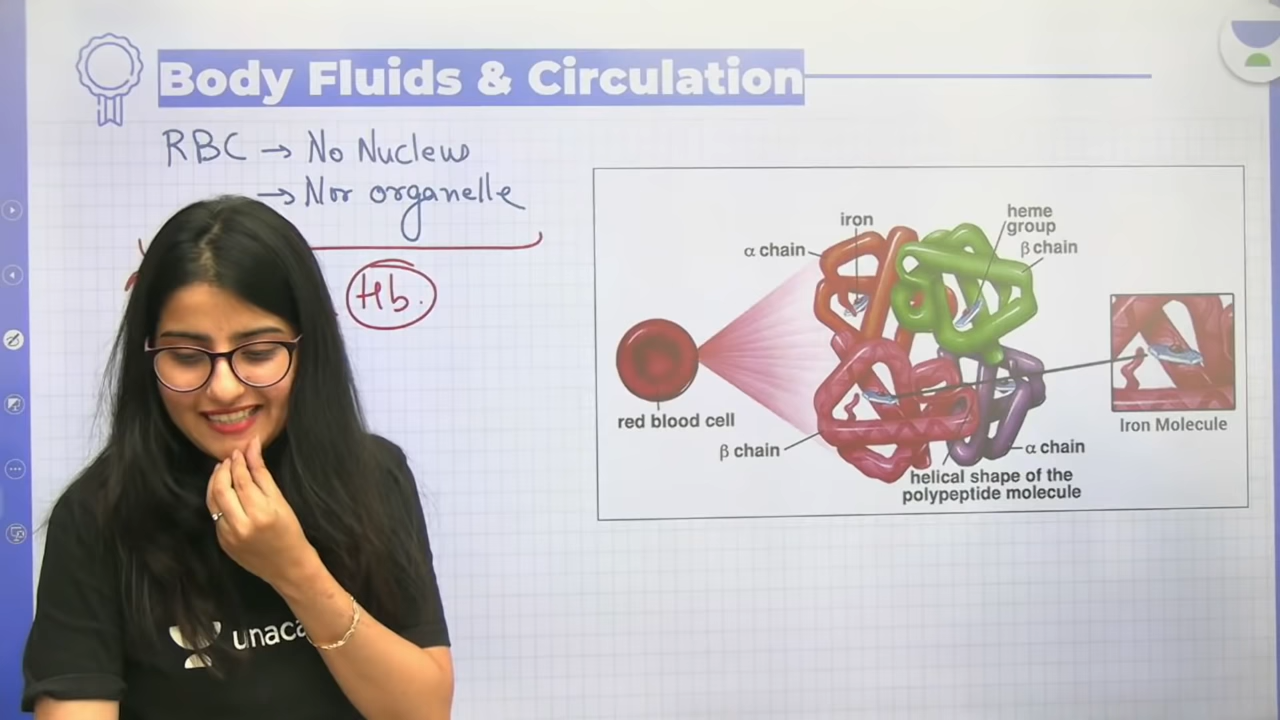 Body Fluids & Circulation
RBC → No Nucleus
→ Nor organelle
Hb.
iron
heme
group
α chain
β chain
red blood cell
Iron Molecule
β chain
α chain
helical shape of the
polypeptide molecule
unaca